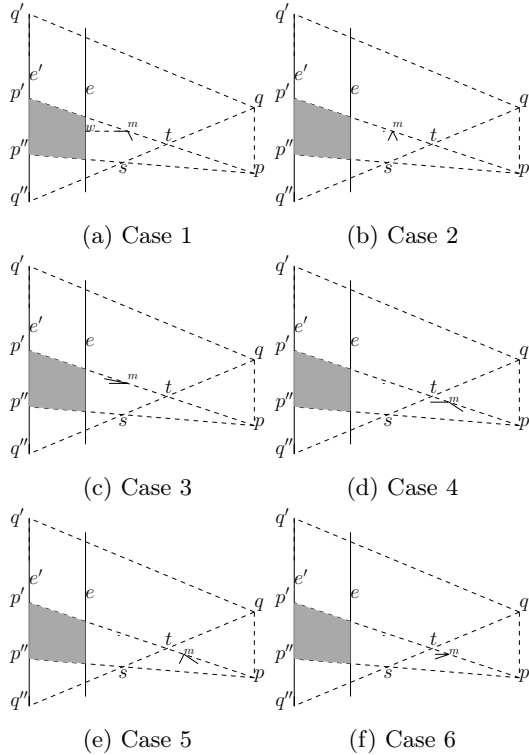 q′ q′
e′ e′
p′ e q p′ e q
w m t m t
p″ s p p″ s p
q″ q″
(a) Case 1 (b) Case 2
q′ q′
e′ e q e′ e q
p′ m t p′ t m
p″ s p p″ s p
q″ q″
(c) Case 3 (d) Case 4
q′ q′
e′ e q e′ e q
p′ t p′ t
p″ s m p p″ s m p
q″ q″
(e) Case 5 (f) Case 6